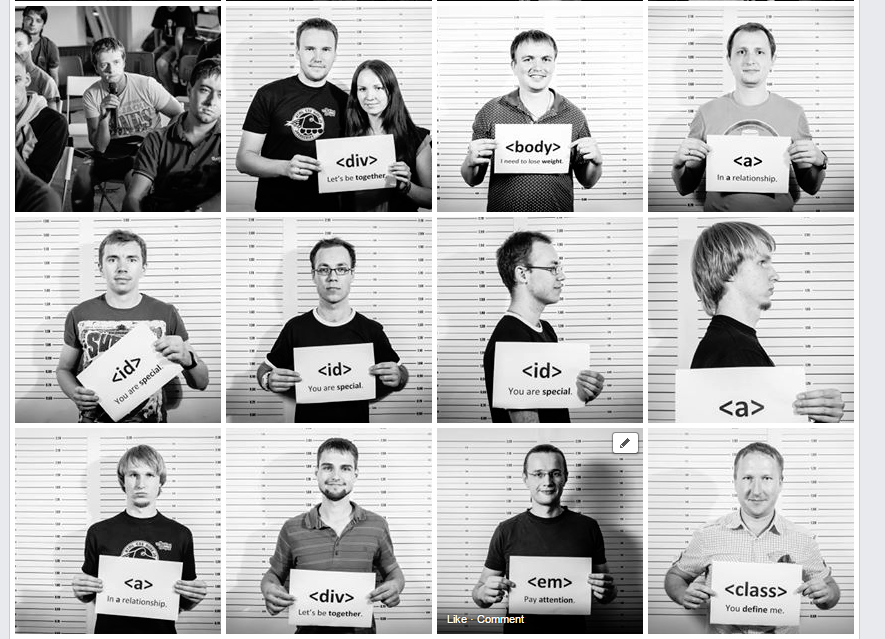 <div>
Let's be together.
<body>
I need to lose weight.
<a>
In a relationship.
<id>
You are special.
<id>
You are special.
<id>
You are special.
<a>
<a>
In a relationship.
<div>
Let's be together.
<em>
Pay attention.
<class>
You define me.
Like · Comment